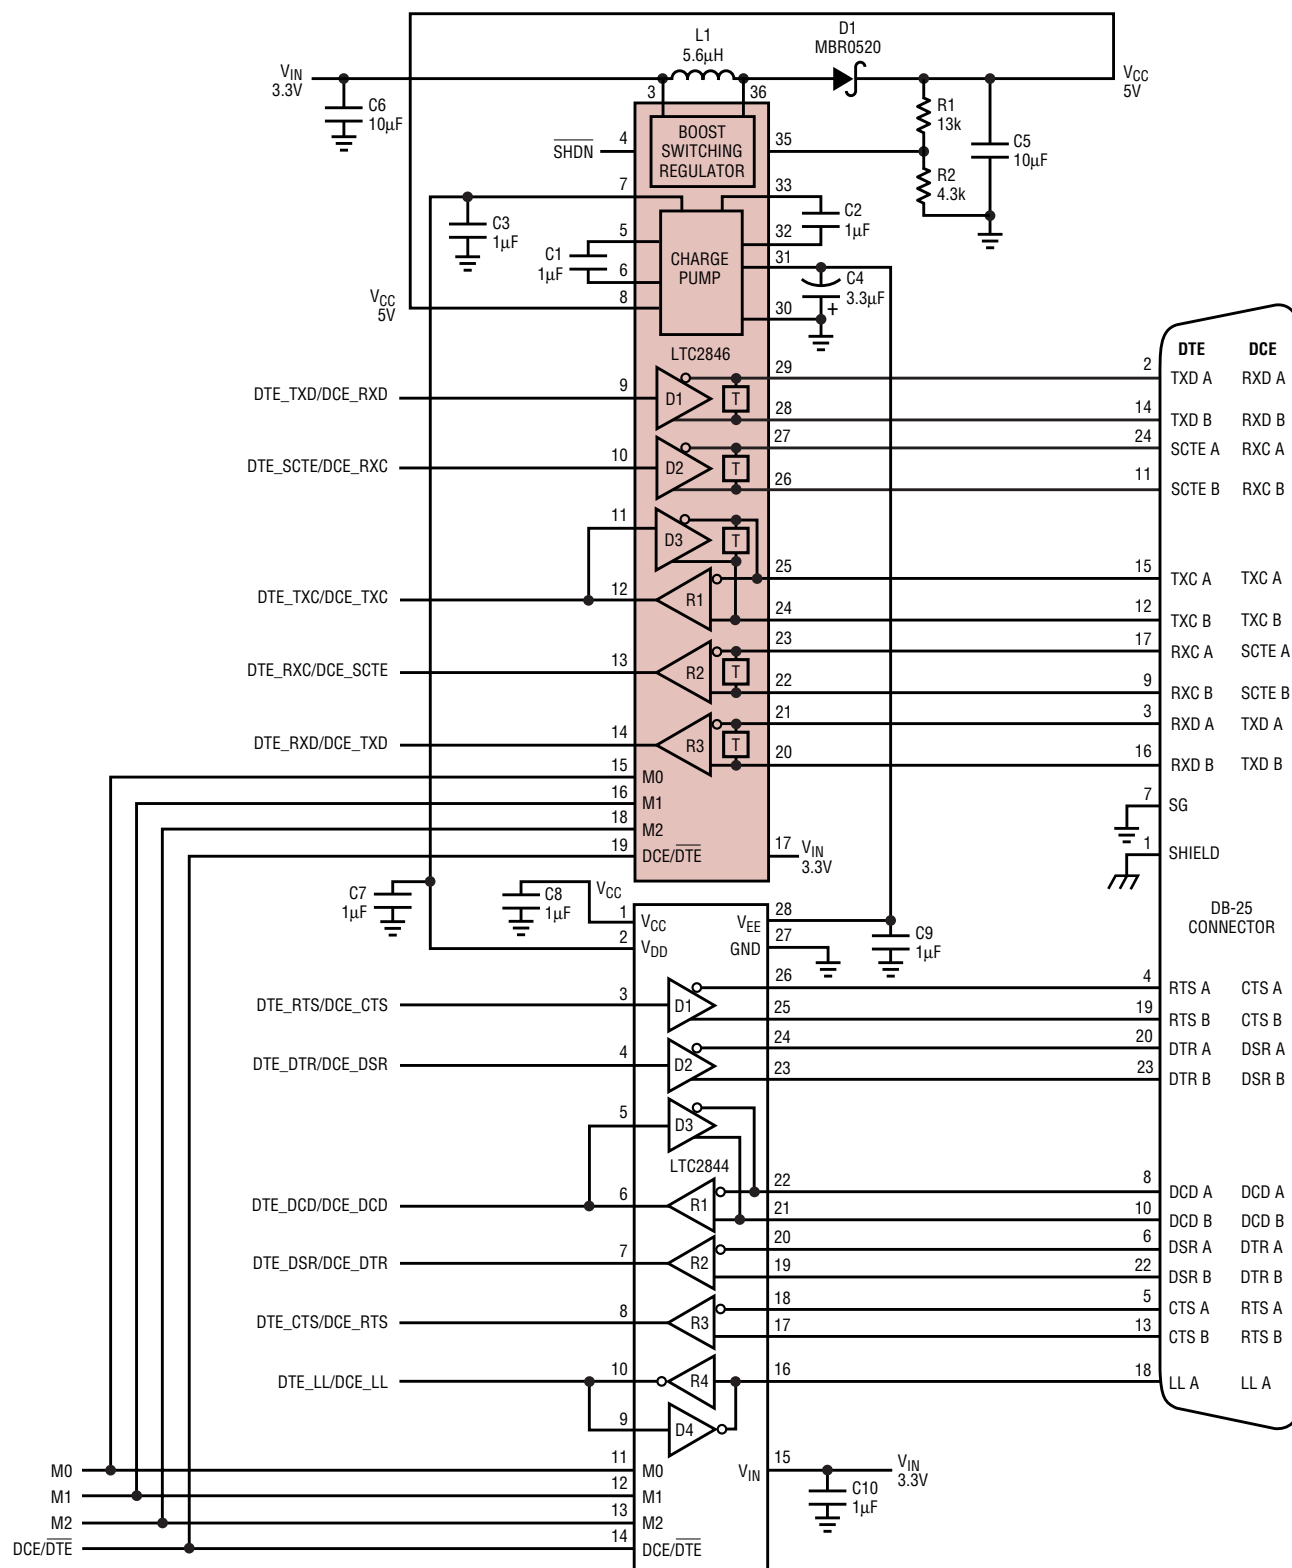 L1
5.6µH
D1
MBR0520
VIN
3.3V
3
36
VCC
5V
C6
10µF
R1
13k
BOOST
SWITCHING
REGULATOR
SHDN
4
35
C5
10µF
R2
4.3k
7
33
C3
1µF
C2
1µF
5
32
C1
1µF
CHARGE
PUMP
6
31
C4
3.3µF
+
8
30
VCC
5V
LTC2846
DTE DCE
DTE_TXD/DCE_RXD
9
D1
T
29
28
2
TXD A RXD A
14
TXD B RXD B
DTE_SCTE/DCE_RXC
10
D2
T
27
26
24
SCTE A RXC A
11
SCTE B RXC B
11
D3
T
DTE_TXC/DCE_TXC
12
R1
25
24
15
TXC A TXC A
12
TXC B TXC B
DTE_RXC/DCE_SCTE
13
R2
T
23
22
17
RXC A SCTE A
9
RXC B SCTE B
DTE_RXD/DCE_TXD
14
R3
T
21
20
3
RXD A TXD A
16
RXD B TXD B
15
M0
16
M1
18
M2
19
DCE/DTE
17
VIN
3.3V
7
SG
1
SHIELD
DB-25
CONNECTOR
C7
1µF
C8
1µF
VCC
1
VCC
2
VDD
VEE
28
GND
27
C9
1µF
DTE_RTS/DCE_CTS
3
D1
26
25
4
RTS A CTS A
19
RTS B CTS B
DTE_DTR/DCE_DSR
4
D2
24
23
20
DTR A DSR A
23
DTR B DSR B
5
D3
LTC2844
DTE_DCD/DCE_DCD
6
R1
22
21
8
DCD A DCD A
10
DCD B DCD B
DTE_DSR/DCE_DTR
7
R2
20
19
6
DSR A DTR A
22
DSR B DTR B
DTE_CTS/DCE_RTS
8
R3
18
17
5
CTS A RTS A
13
CTS B RTS B
DTE_LL/DCE_LL
10
R4
16
18
LL A LL A
9
D4
M0
11
M0
VIN
15
VIN
3.3V
M1
12
M1
C10
1µF
M2
13
M2
DCE/DTE
14
DCE/DTE